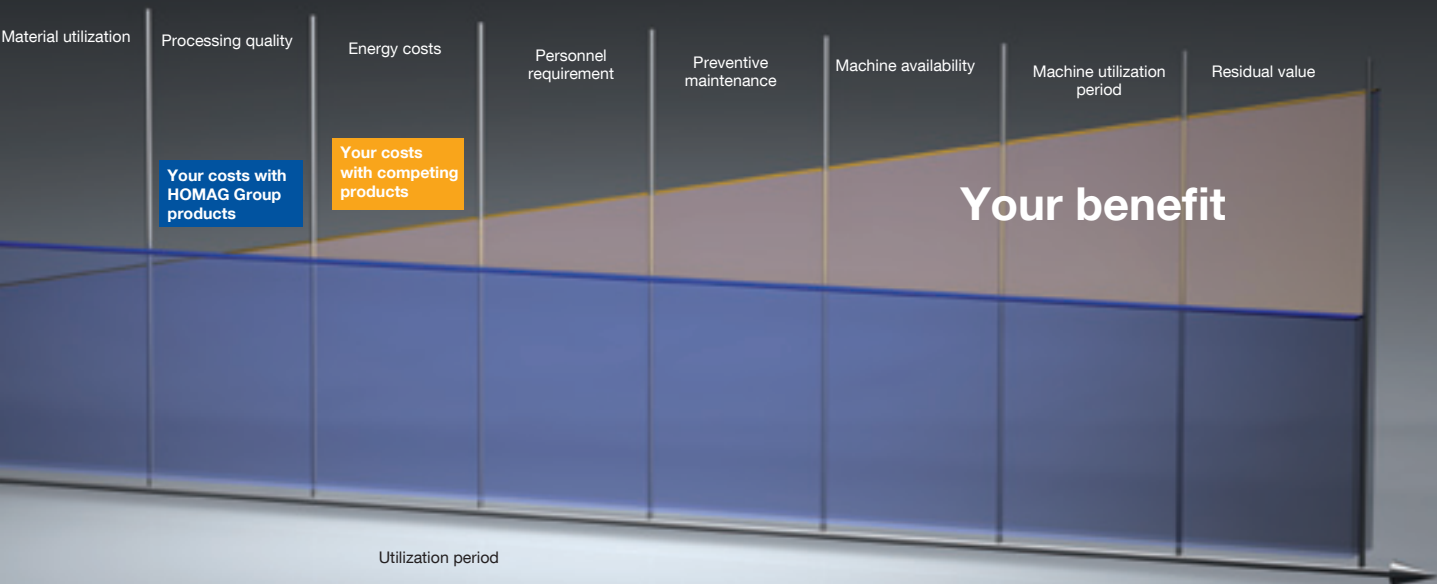 Material utilization
Processing quality
Energy costs
Personnel
requirement
Preventive
maintenance
Machine availability
Machine utilization
period
Residual value
Your costs with
HOMAG Group
products
Your costs
with competing
products
Your benefit
Utilization period